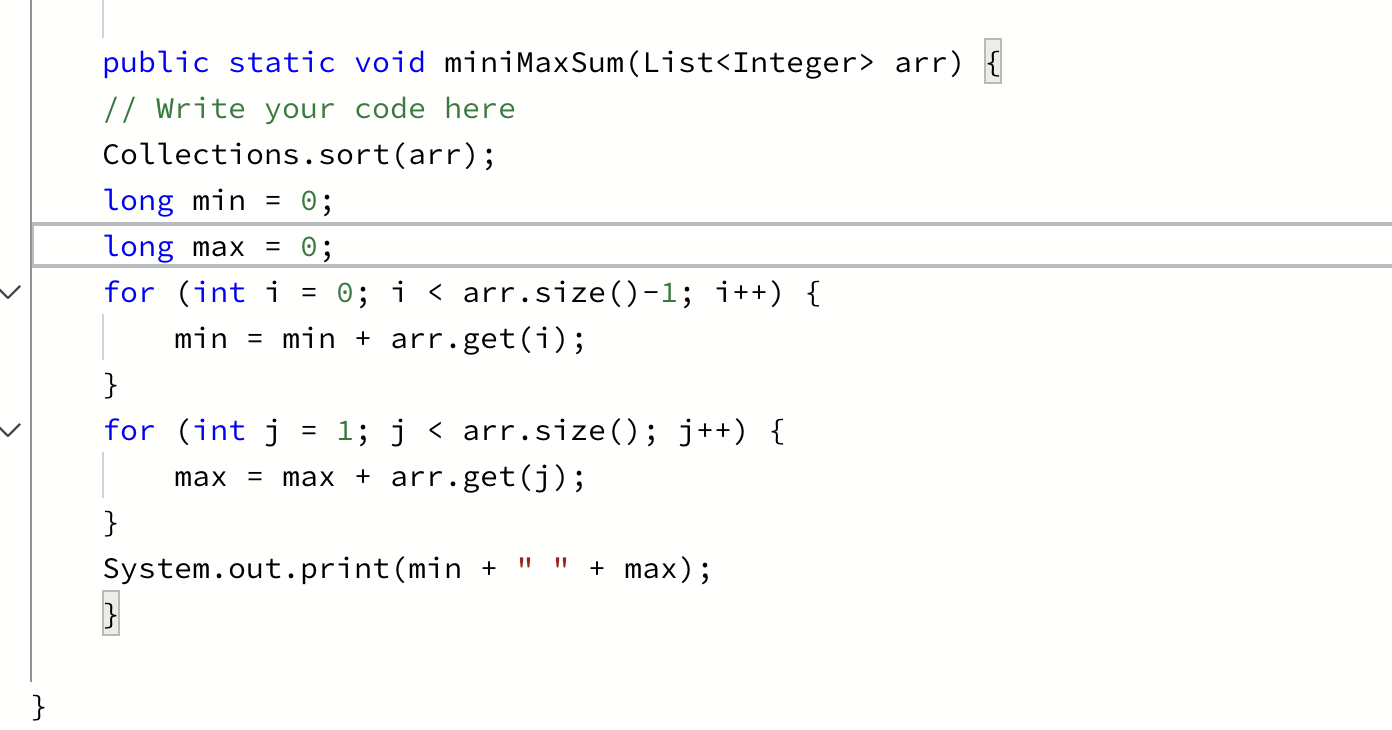 public static void miniMaxSum(List<Integer> arr) {
// Write your code here
Collections.sort(arr);
long min = 0;
long max = 0;
for (int i = 0; i < arr.size()-1; i++) {
    min = min + arr.get(i);
}
for (int j = 1; j < arr.size(); j++) {
    max = max + arr.get(j);
}
System.out.print(min + " " + max);
}
}